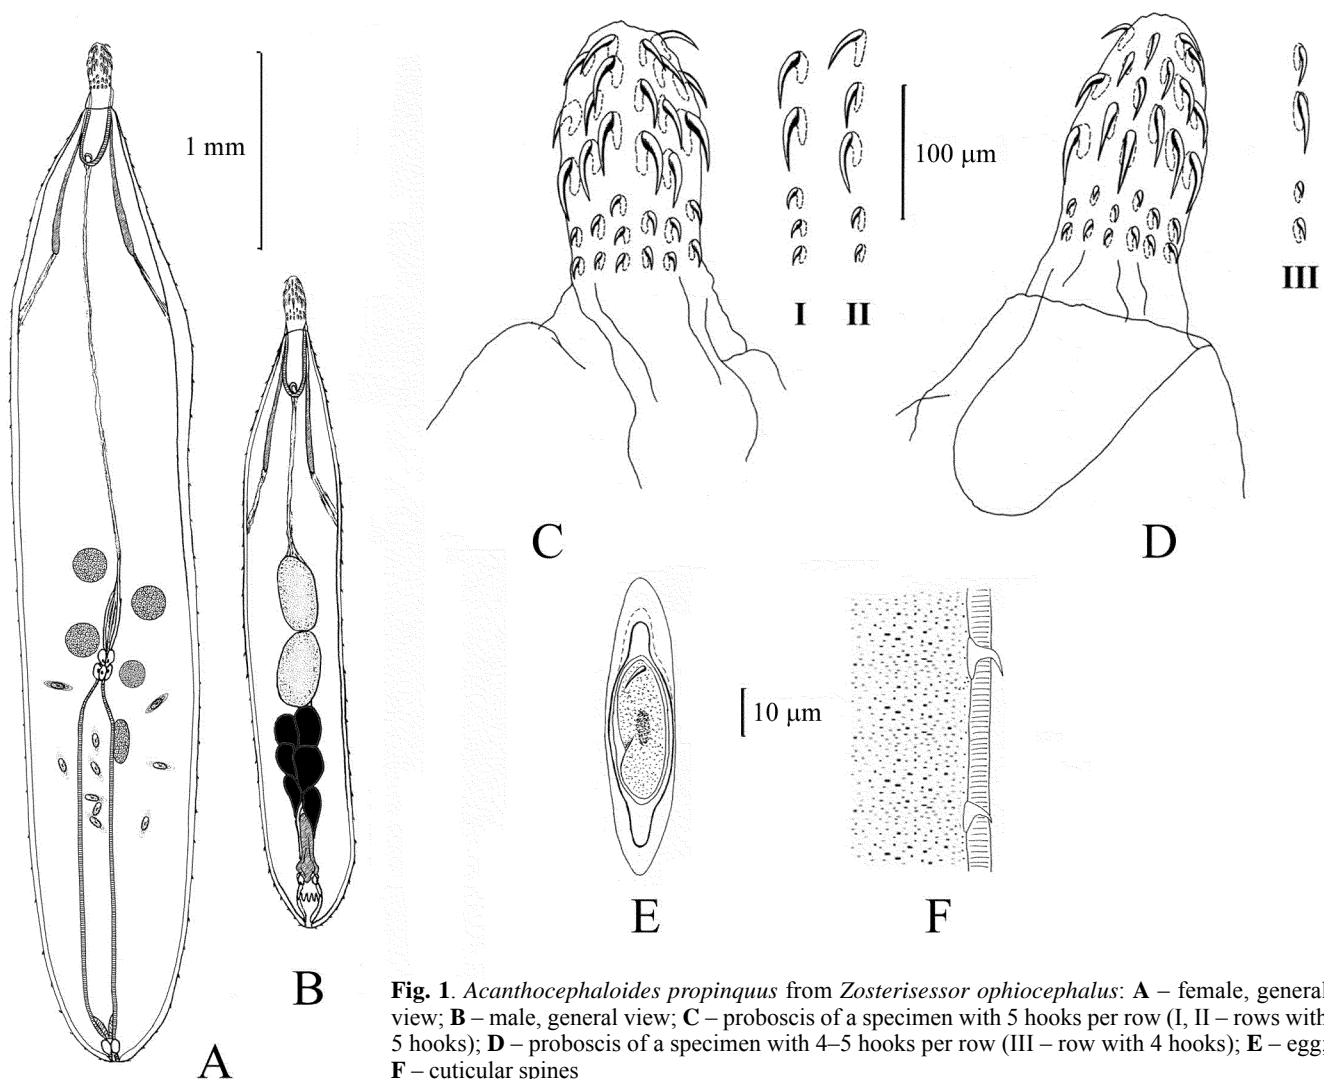 1 mm
100 µm
I
II
III
C
D
10 µm
E
F
B
A
Fig. 1. Acanthocephaloides propinquus from Zosterisessor ophiocephalus: A – female, general
view; B – male, general view; C – proboscis of a specimen with 5 hooks per row (I, II – rows with
5 hooks); D – proboscis of a specimen with 4–5 hooks per row (III – row with 4 hooks); E – egg;
F – cuticular spines